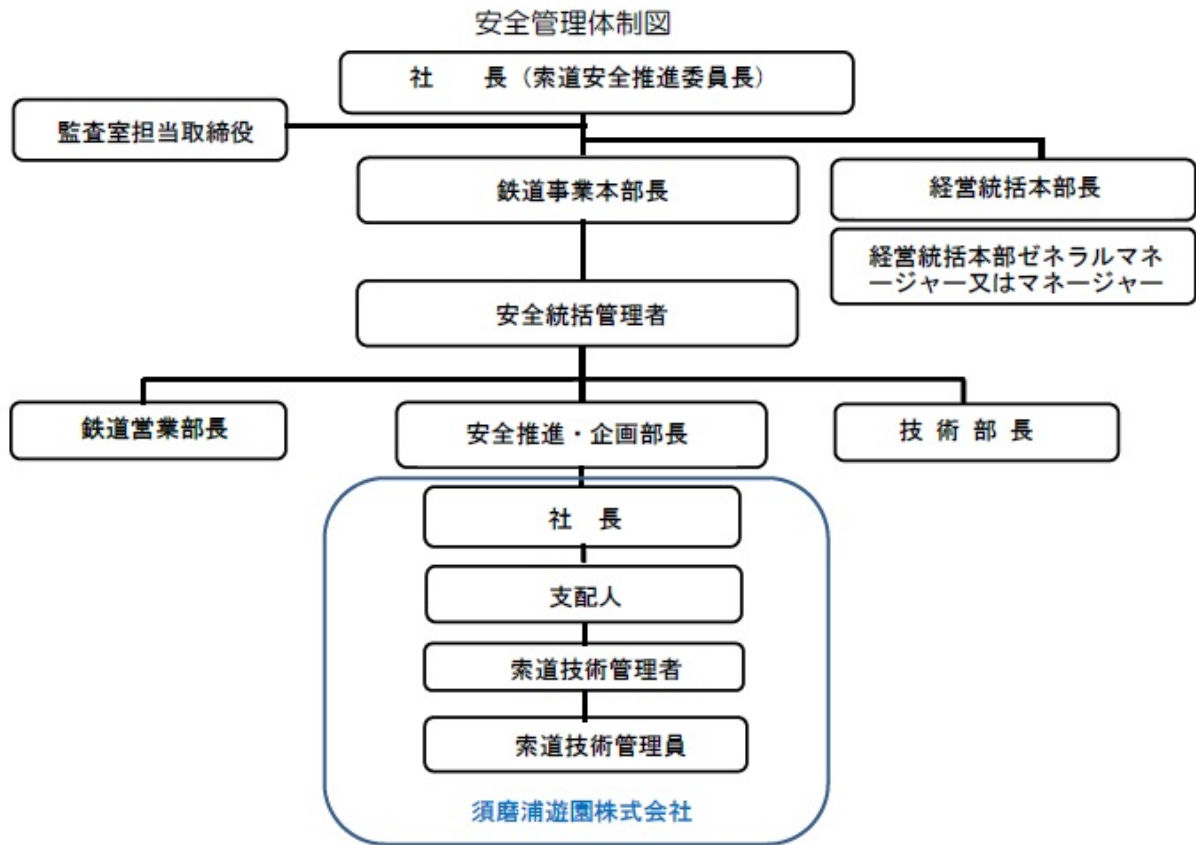 安全管理体制図
社　　長（索道安全推進委員長）
監査室担当取締役
鉄道事業本部長
経営統括本部長
経営統括本部ゼネラルマネ
ージャー又はマネージャー
安全統括管理者
鉄道営業部長
安全推進・企画部長
技 術 部 長
社　長
支配人
索道技術管理者
索道技術管理員
須磨浦遊園株式会社